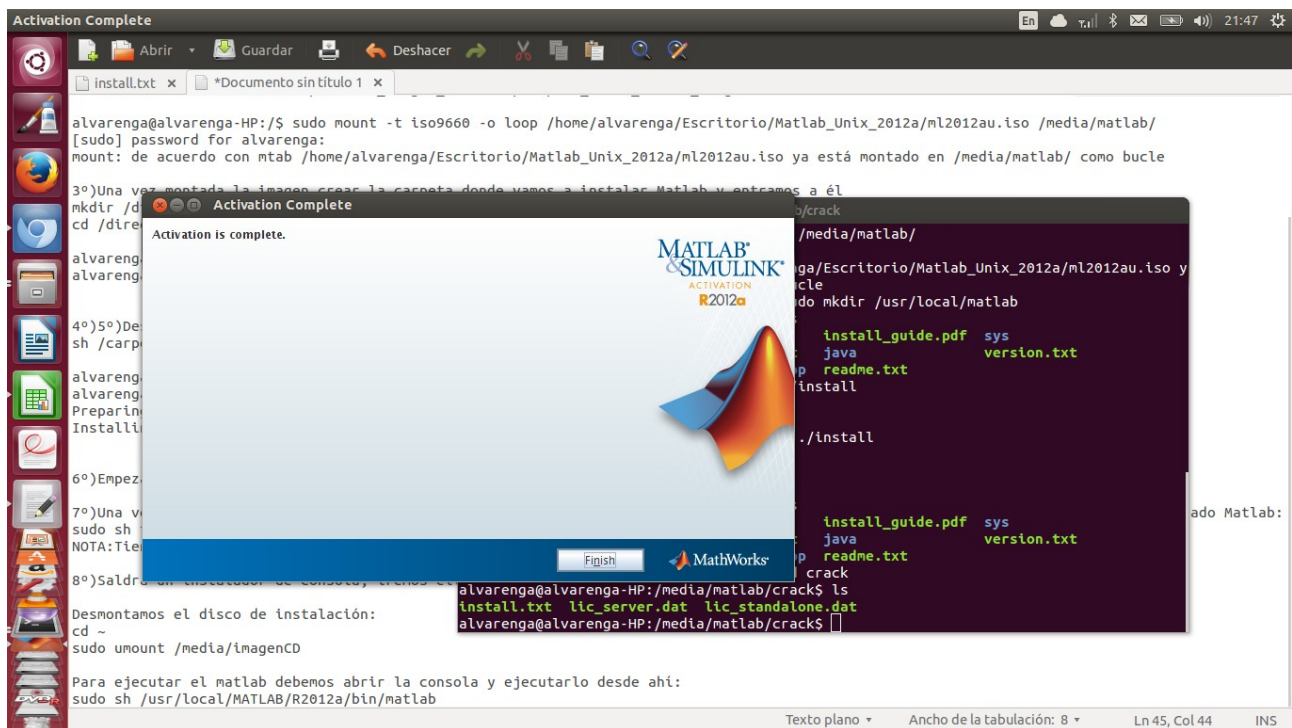 Activation Complete
En
21:47
Abrir
Guardar
Deshacer
install.txt
*Documento sin título 1
alvarenga@alvarenga-HP:/$ sudo mount -t iso9660 -o loop /home/alvarenga/Escritorio/Matlab_Unix_2012a/ml2012au.iso /media/matlab/
[sudo] password for alvarenga:
mount: de acuerdo con mtab /home/alvarenga/Escritorio/Matlab_Unix_2012a/ml2012au.iso ya está montado en /media/matlab/ como bucle
3º)Una vez montada la imagen crear la carpeta donde vamos a instalar Matlab y entramos a él
mkdir /d
cd /dire
alvareng
alvareng
4º)5º)De
sh /carp
alvareng
alvareng
Preparin
Installi
6º)Empez
7º)Una v
ado Matlab:
sudo sh
NOTA:Tie
8º)Saldrá un instalador de consola,
Desmontamos el disco de instalación:
cd ~
sudo umount /media/imagenCD
Para ejecutar el matlab debemos abrir la consola y ejecutarlo desde ahí:
sudo sh /usr/local/MATLAB/R2012a/bin/matlab
Activation Complete
Activation is complete.
MATLAB®
&SIMULINK®
ACTIVATION
R2012a
Finish
MathWorks®
b/crack
/media/matlab/
ga/Escritorio/Matlab_Unix_2012a/ml2012au.iso y
cle
do mkdir /usr/local/matlab
install_guide.pdf sys
java version.txt
p readme.txt
install
./install
install_guide.pdf sys
java version.txt
p readme.txt
crack
alvarenga@alvarenga-HP:/media/matlab/crack$ ls
install.txt lic_server.dat lic_standalone.dat
alvarenga@alvarenga-HP:/media/matlab/crack$
Texto plano
Ancho de la tabulación: 8
Ln 45, Col 44
INS